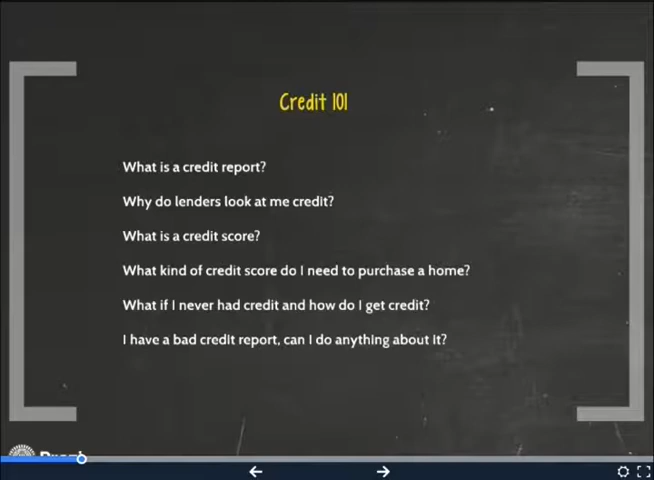 Credit 101
What is a credit report?
Why do lenders look at me credit?
What is a credit score?
What kind of credit score do I need to purchase a home?
What if I never had credit and how do I get credit?
I have a bad credit report, can I do anything about it?